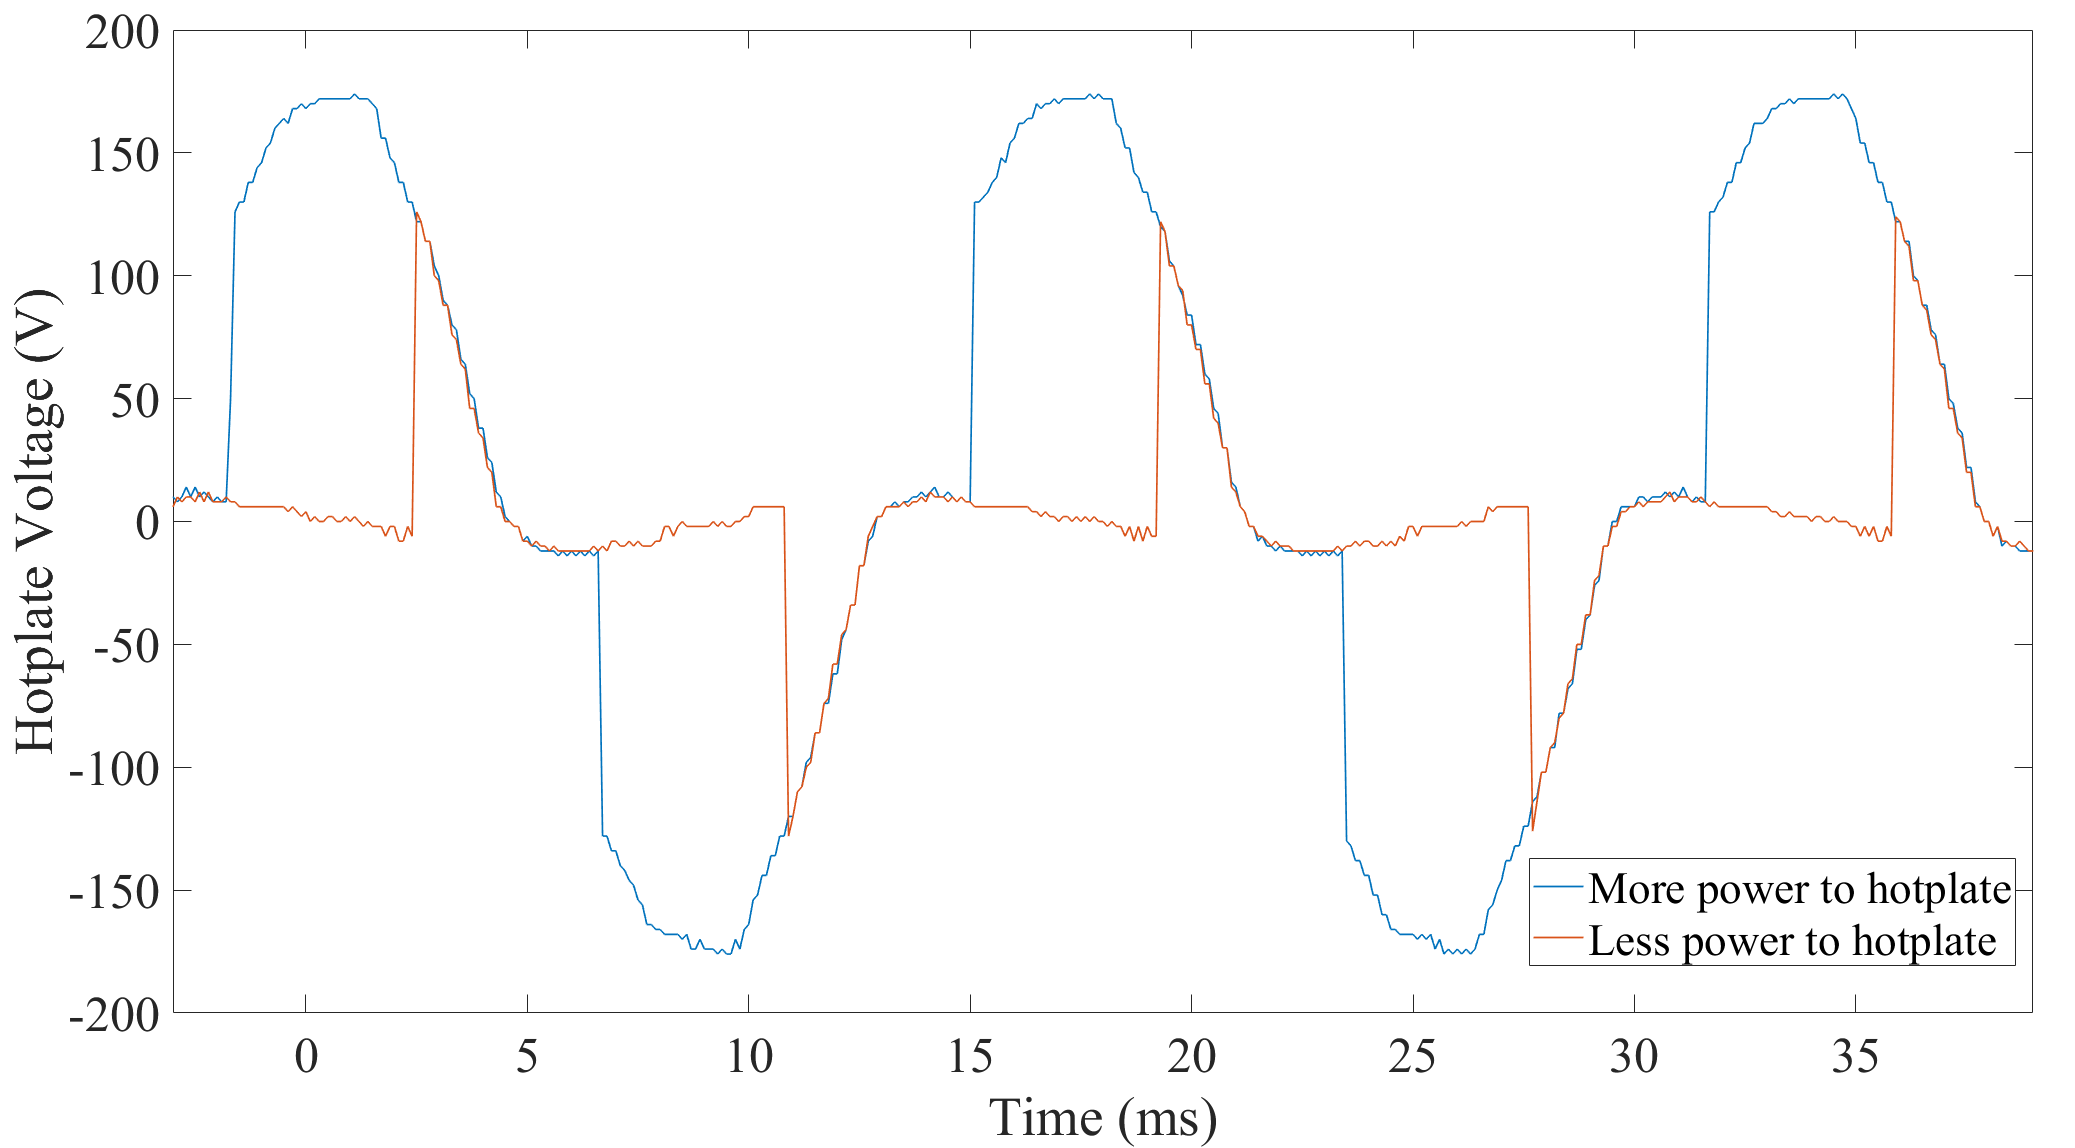 200
150
100
50
0
-50
-100
-150
-200
Hotplate Voltage (V)
More power to hotplate
Less power to hotplate
0 5 10 15 20 25 30 35
Time (ms)